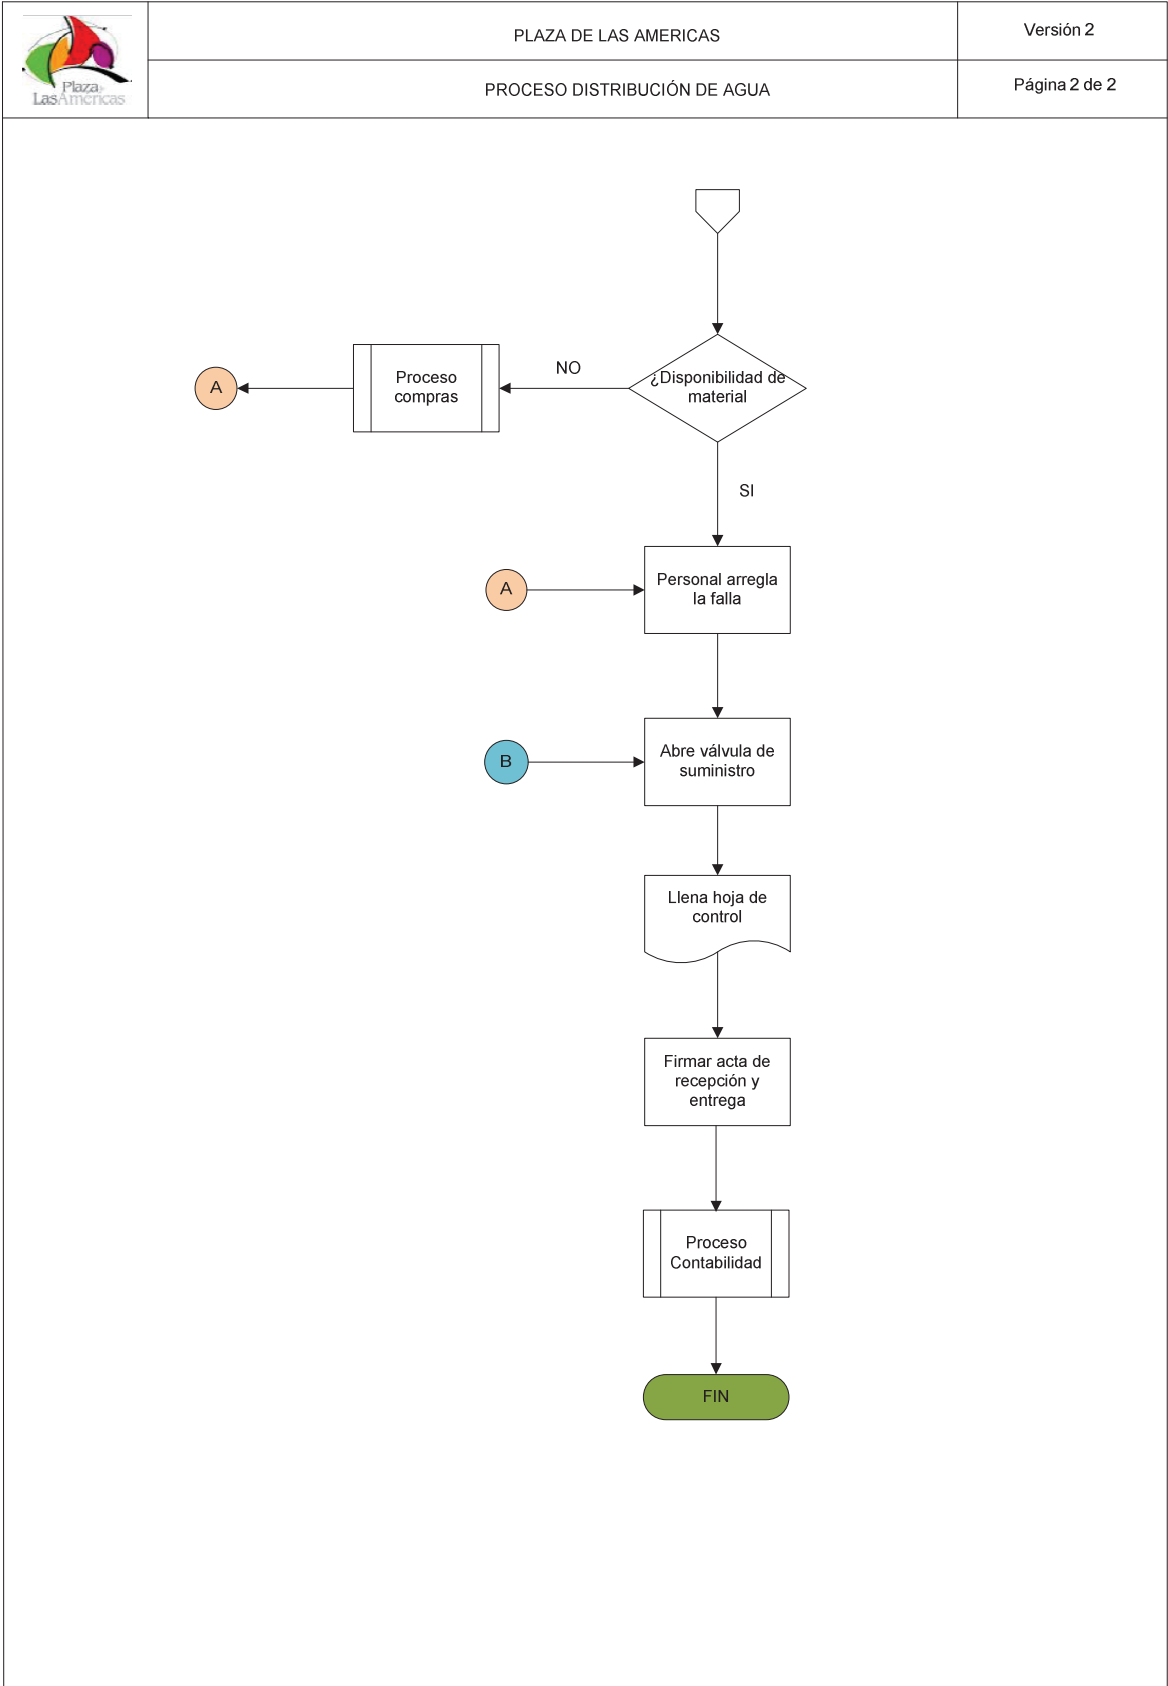 Plaza
LasAméricas
PLAZA DE LAS AMERICAS
Versión 2
PROCESO DISTRIBUCIÓN DE AGUA
Página 2 de 2
¿Disponibilidad de
material
NO
Proceso
compras
A
SI
A
Personal arregla
la falla
B
Abre válvula de
suministro
Llena hoja de
control
Firmar acta de
recepción y
entrega
Proceso
Contabilidad
FIN